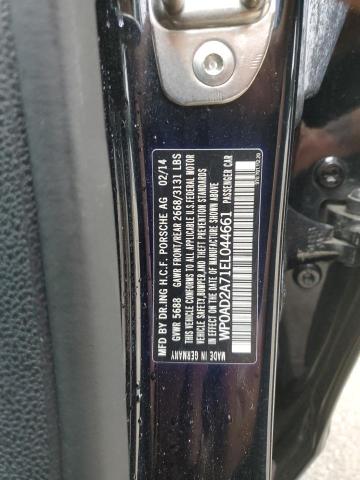 MFD BY DR.ING H.C.F. PORSCHE AG 02/14
GVWR 5688 GAWR FRONT/REAR 2668/3131 LBS
THIS VEHICLE CONFORMS TO ALL APPLICABLE U.S.FEDERAL MOTOR
VEHICLE SAFETY,BUMPER, AND THEFT PREVENTION STANDARDS
IN EFFECT ON THE DATE OF MANUFACTURE SHOWN ABOVE.
WP0AD2A71EL044661 PASSENGER CAR
MADE IN GERMANY